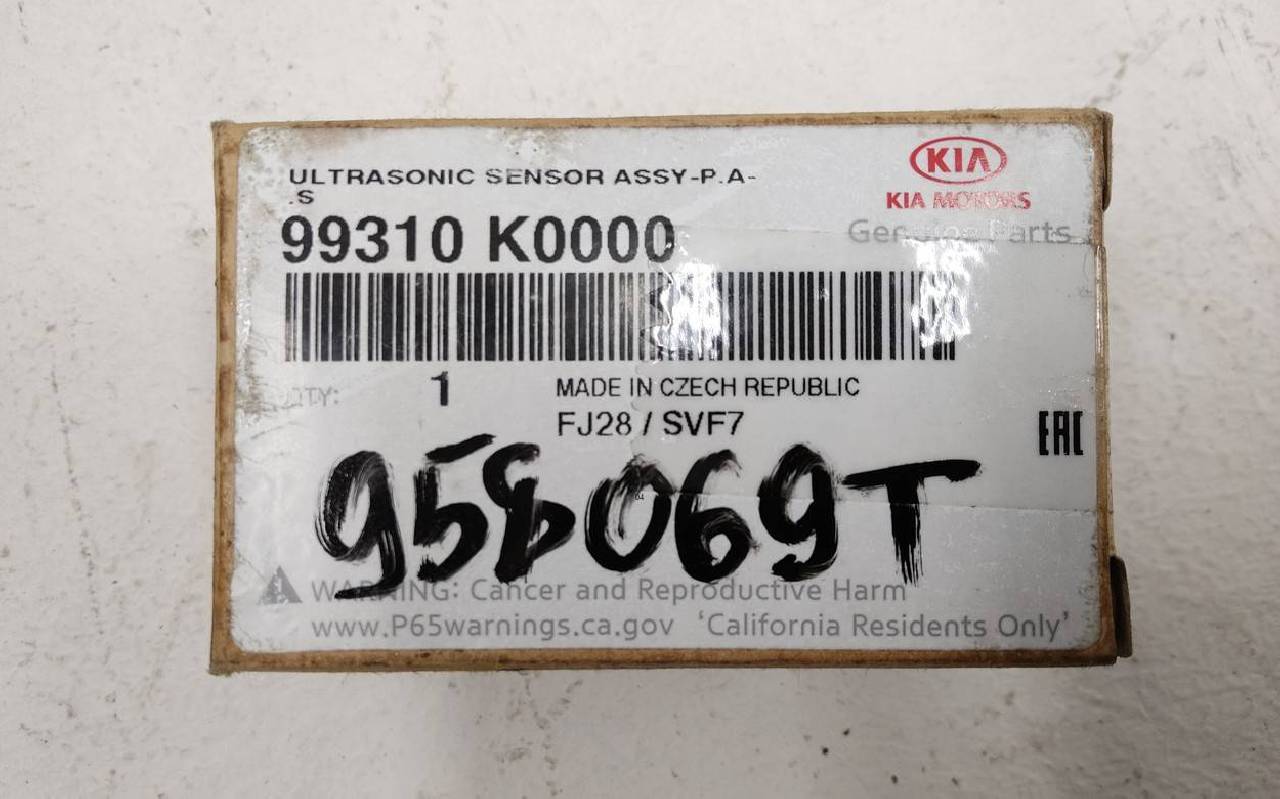 ULTRASONIC SENSOR ASSY-P.A-
.S
99310 K0000
KIA
KIA MOTORS
Genuine Parts
QTY: 1 MADE IN CZECH REPUBLIC
FJ28 / SVF7
EAC
958069T
WARNING: Cancer and Reproductive Harm
www.P65warnings.ca.gov 'California Residents Only'